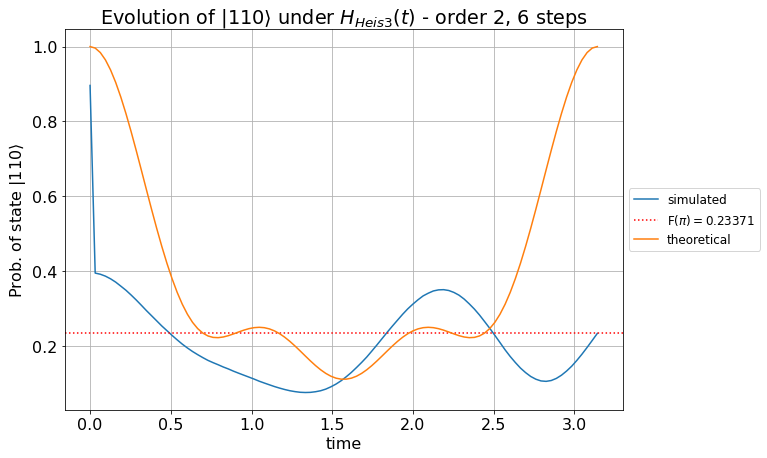 Evolution of |110⟩ under H_{Heis3}(t) - order 2, 6 steps
Prob. of state |110⟩
1.0
0.8
0.6
0.4
0.2
0.0 0.5 1.0 1.5 2.0 2.5 3.0
time
simulated
F(π) = 0.23371
theoretical